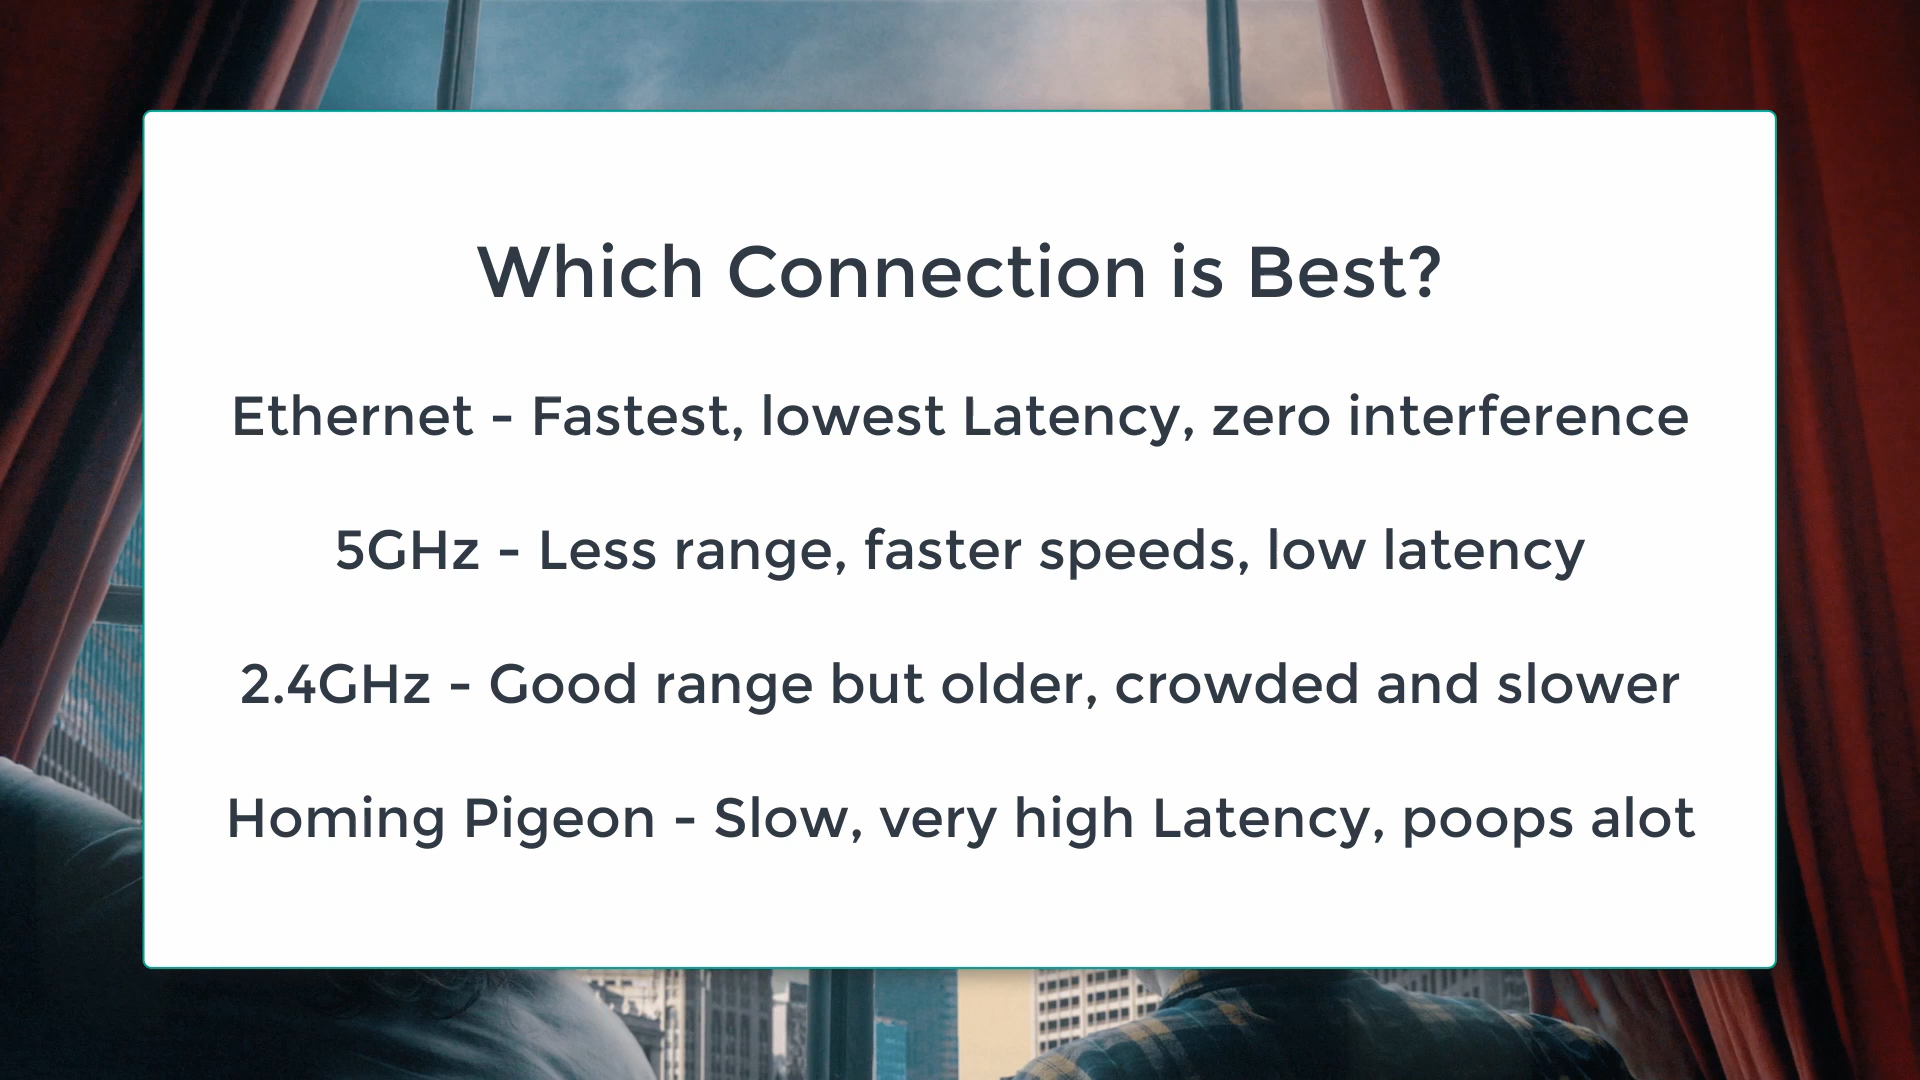 Which Connection is Best?
Ethernet - Fastest, lowest Latency, zero interference
5GHz - Less range, faster speeds, low latency
2.4GHz - Good range but older, crowded and slower
Homing Pigeon - Slow, very high Latency, poops alot